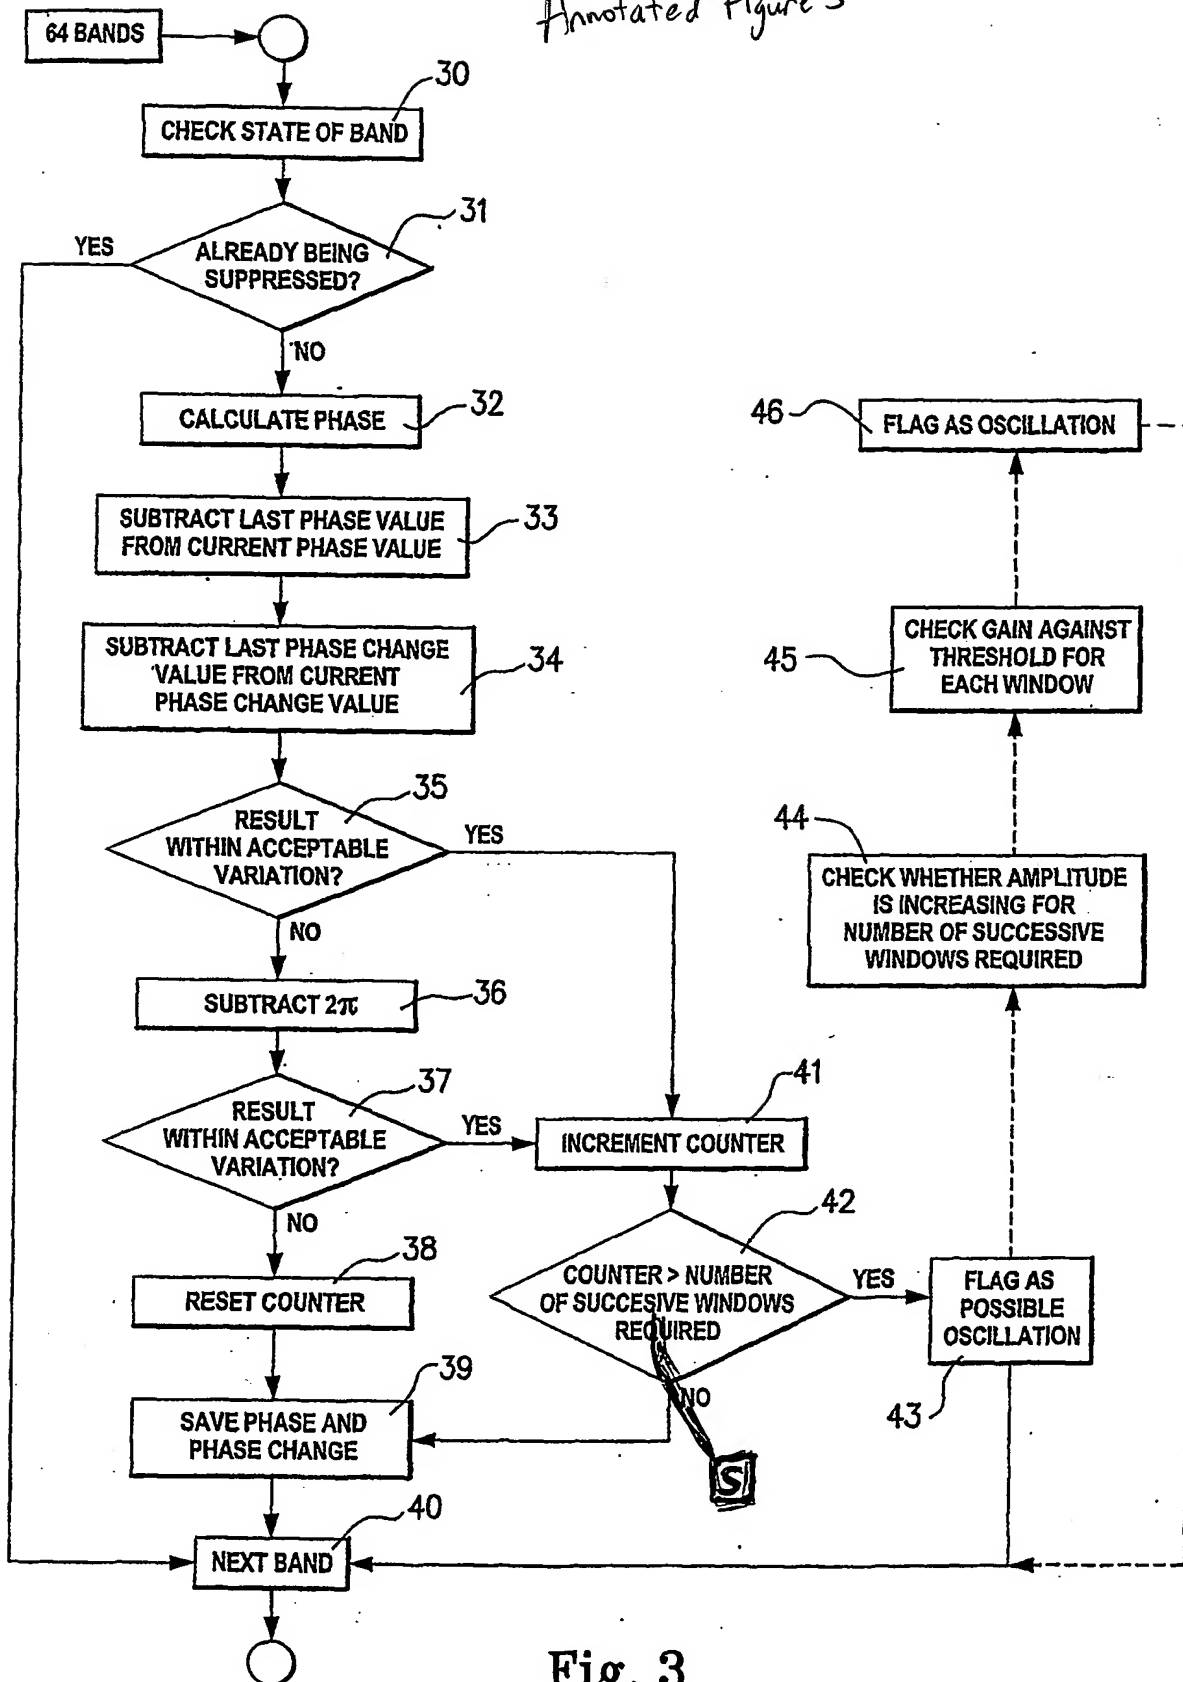 Annotated Figure 3
64 BANDS
30
CHECK STATE OF BAND
31
YES
ALREADY BEING
SUPPRESSED?
NO
CALCULATE PHASE
32
46
FLAG AS OSCILLATION
SUBTRACT LAST PHASE VALUE
FROM CURRENT PHASE VALUE
33
SUBTRACT LAST PHASE CHANGE
VALUE FROM CURRENT
PHASE CHANGE VALUE
34
45
CHECK GAIN AGAINST
THRESHOLD FOR
EACH WINDOW
35
RESULT
WITHIN ACCEPTABLE
VARIATION?
YES
NO
44
CHECK WHETHER AMPLITUDE
IS INCREASING FOR
NUMBER OF SUCCESSIVE
WINDOWS REQUIRED
SUBTRACT 2π
36
37
RESULT
WITHIN ACCEPTABLE
VARIATION?
YES
NO
41
INCREMENT COUNTER
42
COUNTER > NUMBER
OF SUCCESIVE WINDOWS
REQUIRED
YES
NO
FLAG AS
POSSIBLE
OSCILLATION
43
38
RESET COUNTER
39
SAVE PHASE AND
PHASE CHANGE
S
40
NEXT BAND
Fig. 3